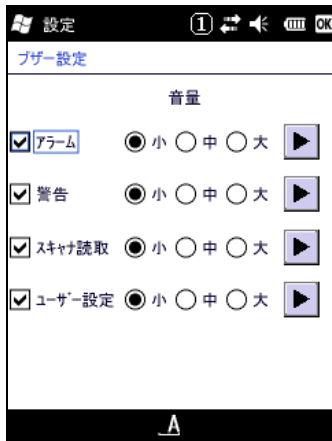 設定 1 OK
ブザー設定
音量
アラーム 小 中 大
警告 小 中 大
スキャナ読取 小 中 大
ユーザー設定 小 中 大
A